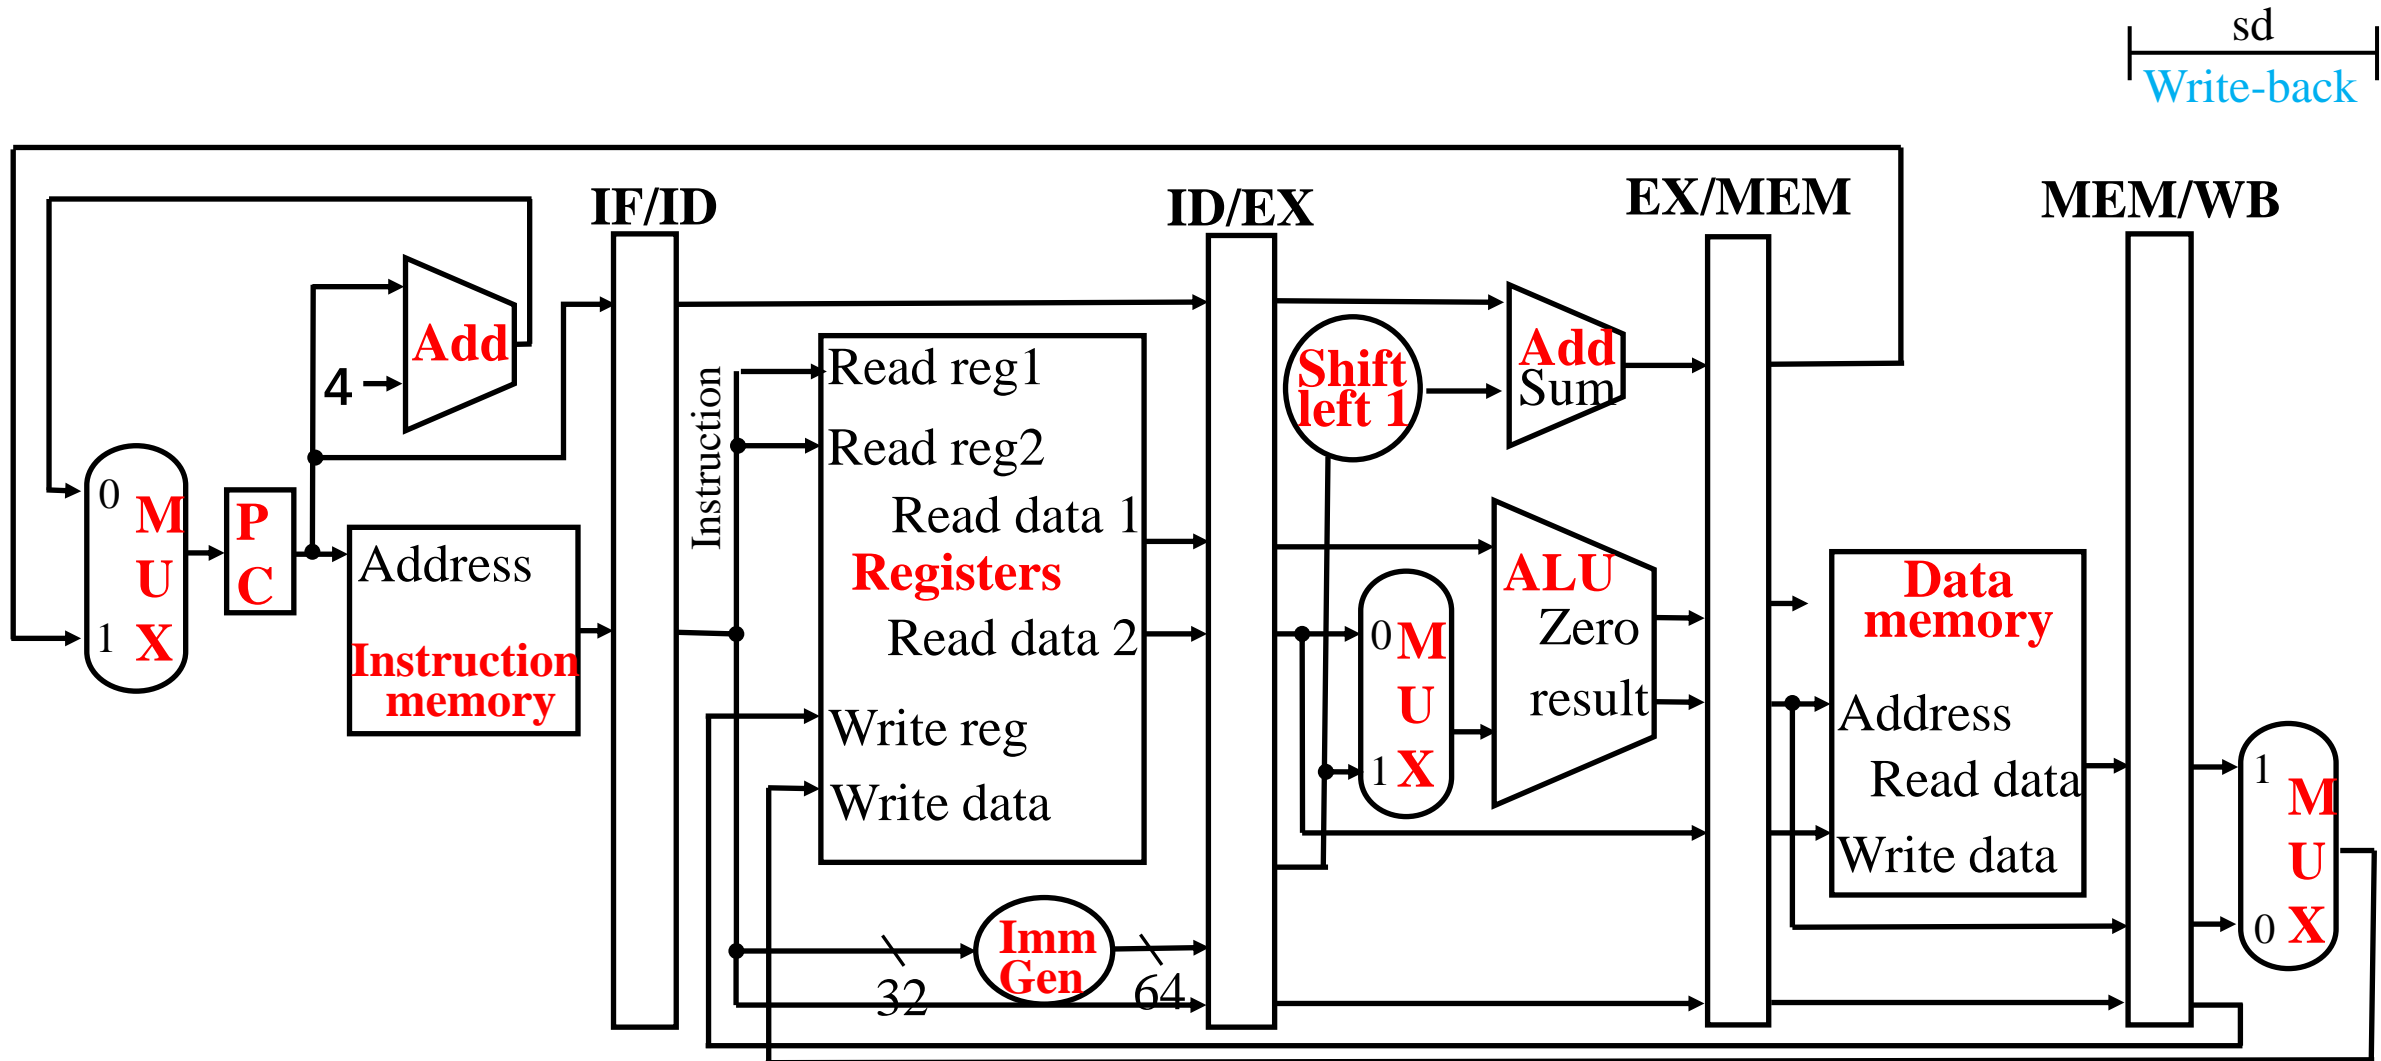 sd
Write-back
IF/ID
ID/EX
EX/MEM
MEM/WB
Add
4
0
M
U
X
1
P
C
Address
Instruction
memory
Instruction
Read reg1
Read reg2
Read data 1
Registers
Read data 2
Write reg
Write data
Imm
Gen
32
64
Shift
left 1
Add
Sum
0
M
U
X
1
ALU
Zero
result
Data
memory
Address
Read data
Write data
1
M
U
X
0